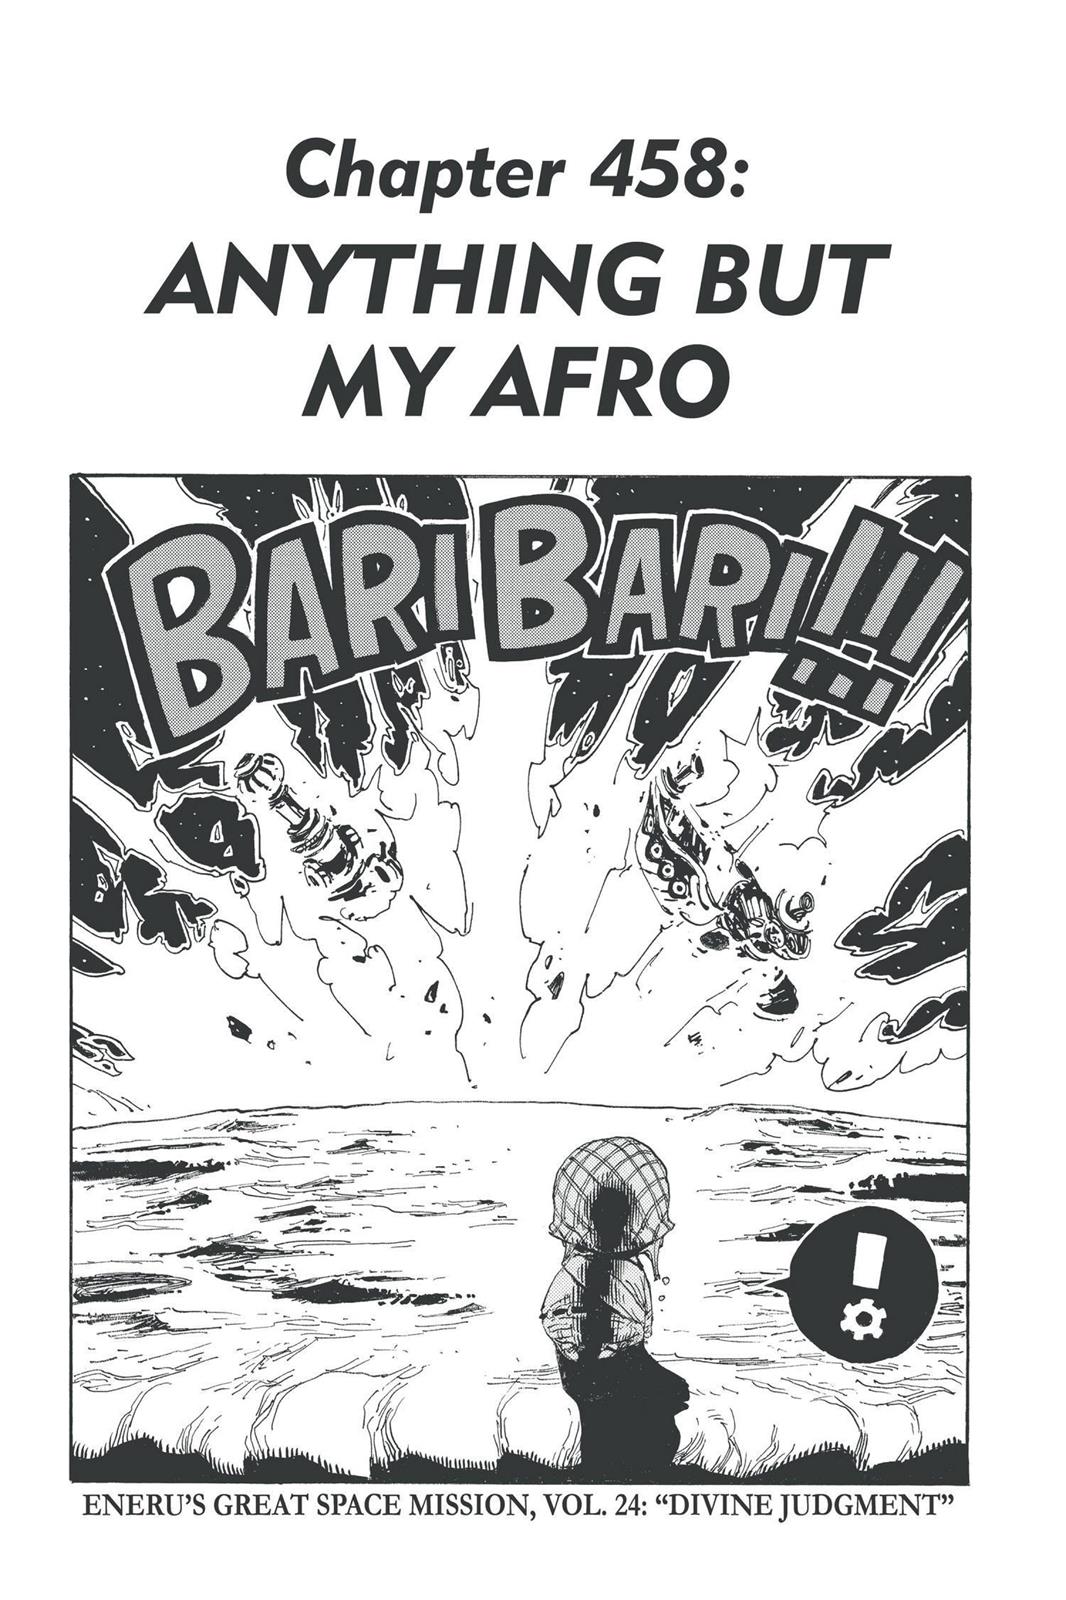 Chapter 458:
ANYTHING BUT
MY AFRO
BARI BARI!!!
!
ENERU'S GREAT SPACE MISSION, VOL. 24: “DIVINE JUDGMENT”